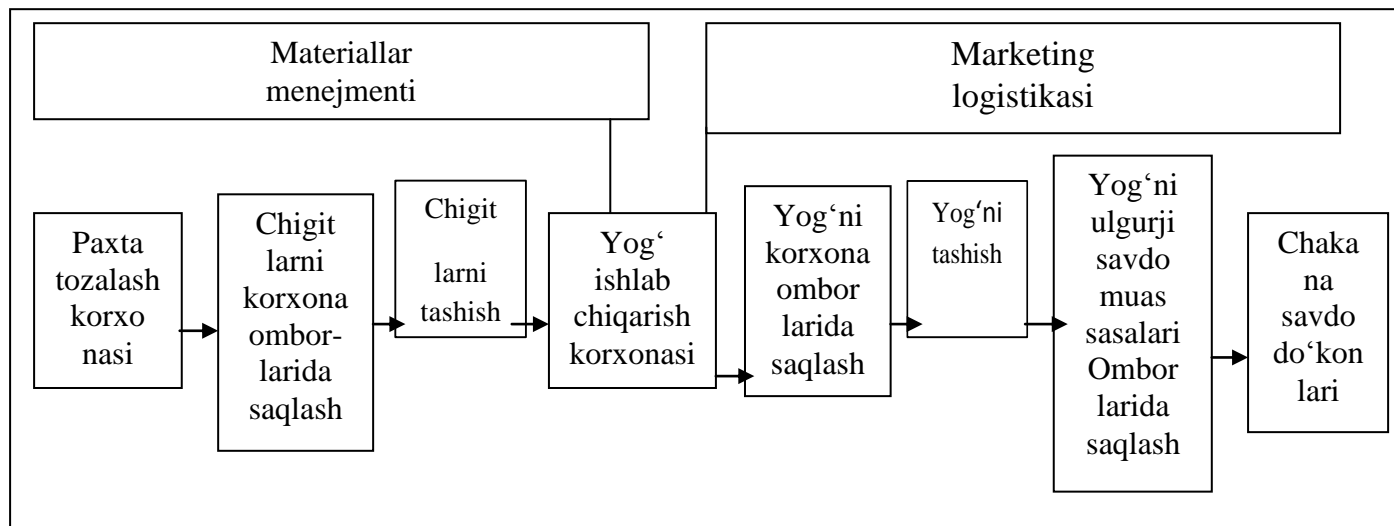 Materiallar
menejmenti
Marketing
logistikasi
Paxta
tozalash
korxo
nasi
Chigit
larni
korxona
ombor-
larida
saqlash
Chigit
larni
tashish
Yog‘
ishlab
chiqarish
korxonasi
Yog‘ni
korxona
ombor
larida
saqlash
Yog‘ni
tashish
Yog‘ni
ulgurji
savdo
muas
sasalari
Ombor
larida
saqlash
Chaka
na
savdo
do‘kon
lari